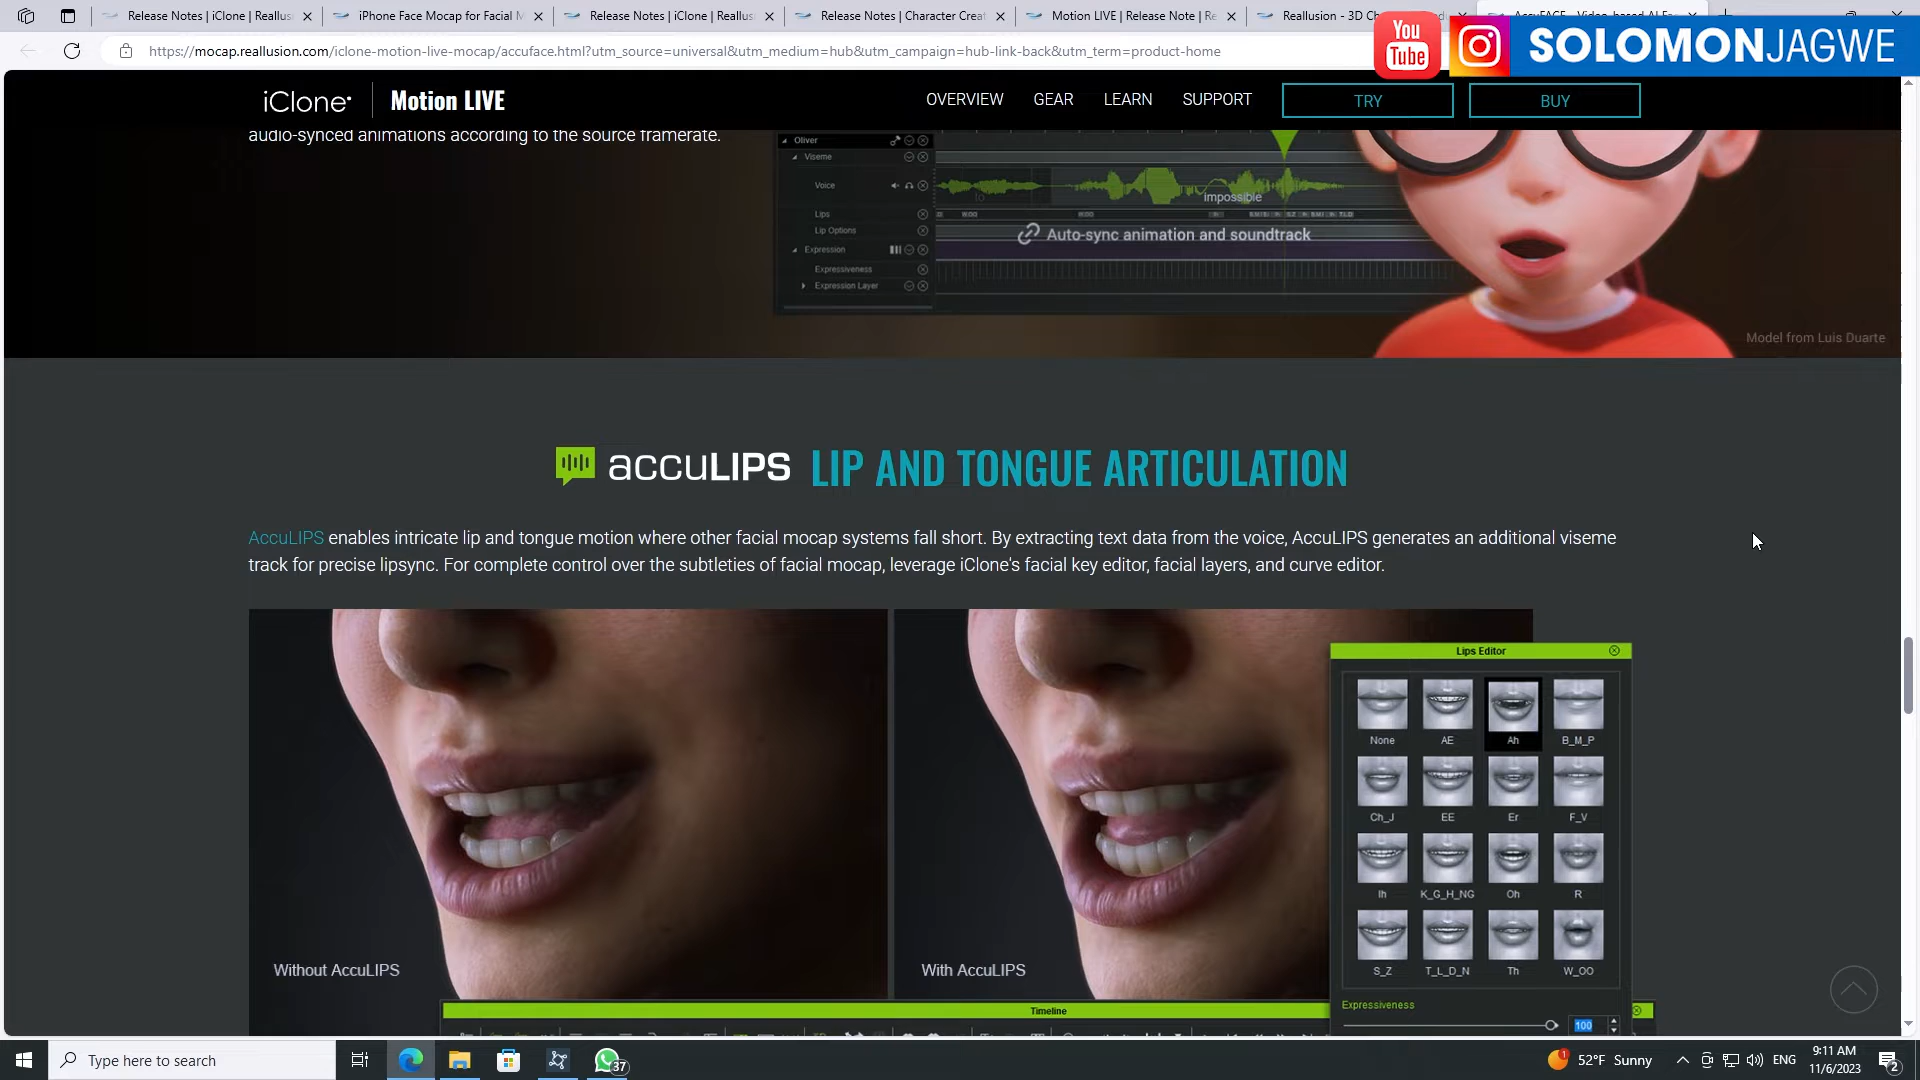 Release Notes | iClone | Reallus
iPhone Face Mocap for Facial M
Release Notes | iClone | Reallus
Release Notes | Character Crea
Motion LIVE | Release Note | Re
Reallusion - 3D Ch
You
Tube
SOLOMONJAGWE
https://mocap.reallusion.com/iclone-motion-live-mocap/accuface.html?utm_source=universal&utm_medium=hub&utm_campaign=hub-link-back&utm_term=product-home
iClone
Motion LIVE
OVERVIEW
GEAR
LEARN
SUPPORT
TRY
BUY
audio-synced animations according to the source framerate.
Oliver
Viseme
Voice
to
impossible
Lips
W.OO
W.OO
Lip Options
Auto-sync animation and soundtrack
Expression
Expressiveness
Expression Layer
Model from Luis Duarte
accuLIPS LIP AND TONGUE ARTICULATION
AccuLIPS enables intricate lip and tongue motion where other facial mocap systems fall short. By extracting text data from the voice, AccuLIPS generates an additional viseme
track for precise lipsync. For complete control over the subtleties of facial mocap, leverage iClone's facial key editor, facial layers, and curve editor.
Lips Editor
None
AE
Ah
B_M_P
Ch_J
EE
Er
F_V
Ih
K_G_H_NG
Oh
R
S_Z
T_L_D_N
Th
W_OO
Without AccuLIPS
With AccuLIPS
Expressiveness
100
Timeline
Type here to search
37
1
52°F Sunny
ENG
9:11 AM
11/6/2023
2